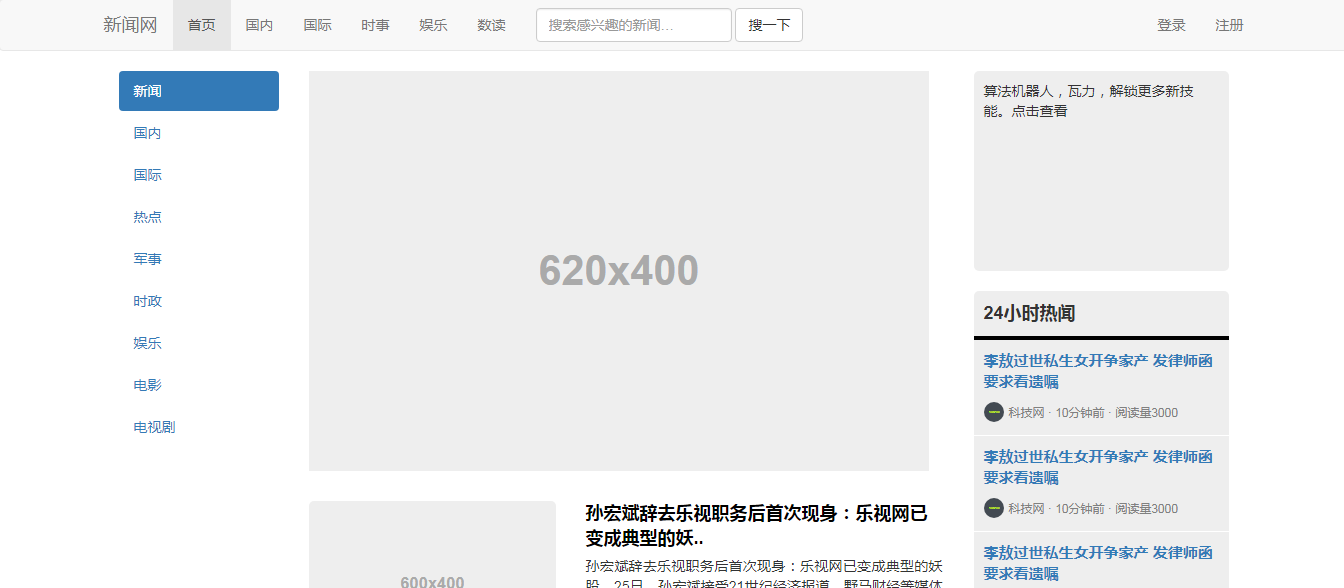 新闻网 首页 国内 国际 时事 娱乐 数读 搜索感兴趣的新闻... 搜一下 登录 注册
新闻
国内
国际
热点
军事
时政
娱乐
电影
电视剧
620x400
600x400
孙宏斌辞去乐视职务后首次现身：乐视网已
变成典型的妖..
孙宏斌辞去乐视职务后首次现身：乐视网已变成典型的妖
股。25日，孙宏斌接受21世纪经济报道、野马财经等媒体
算法机器人，瓦力，解锁更多新技
能。点击查看
24小时热闻
李敖过世私生女开争家产 发律师函
要求看遗嘱
科技网 · 10分钟前 · 阅读量3000
李敖过世私生女开争家产 发律师函
要求看遗嘱
科技网 · 10分钟前 · 阅读量3000
李敖过世私生女开争家产 发律师函
要求看遗嘱